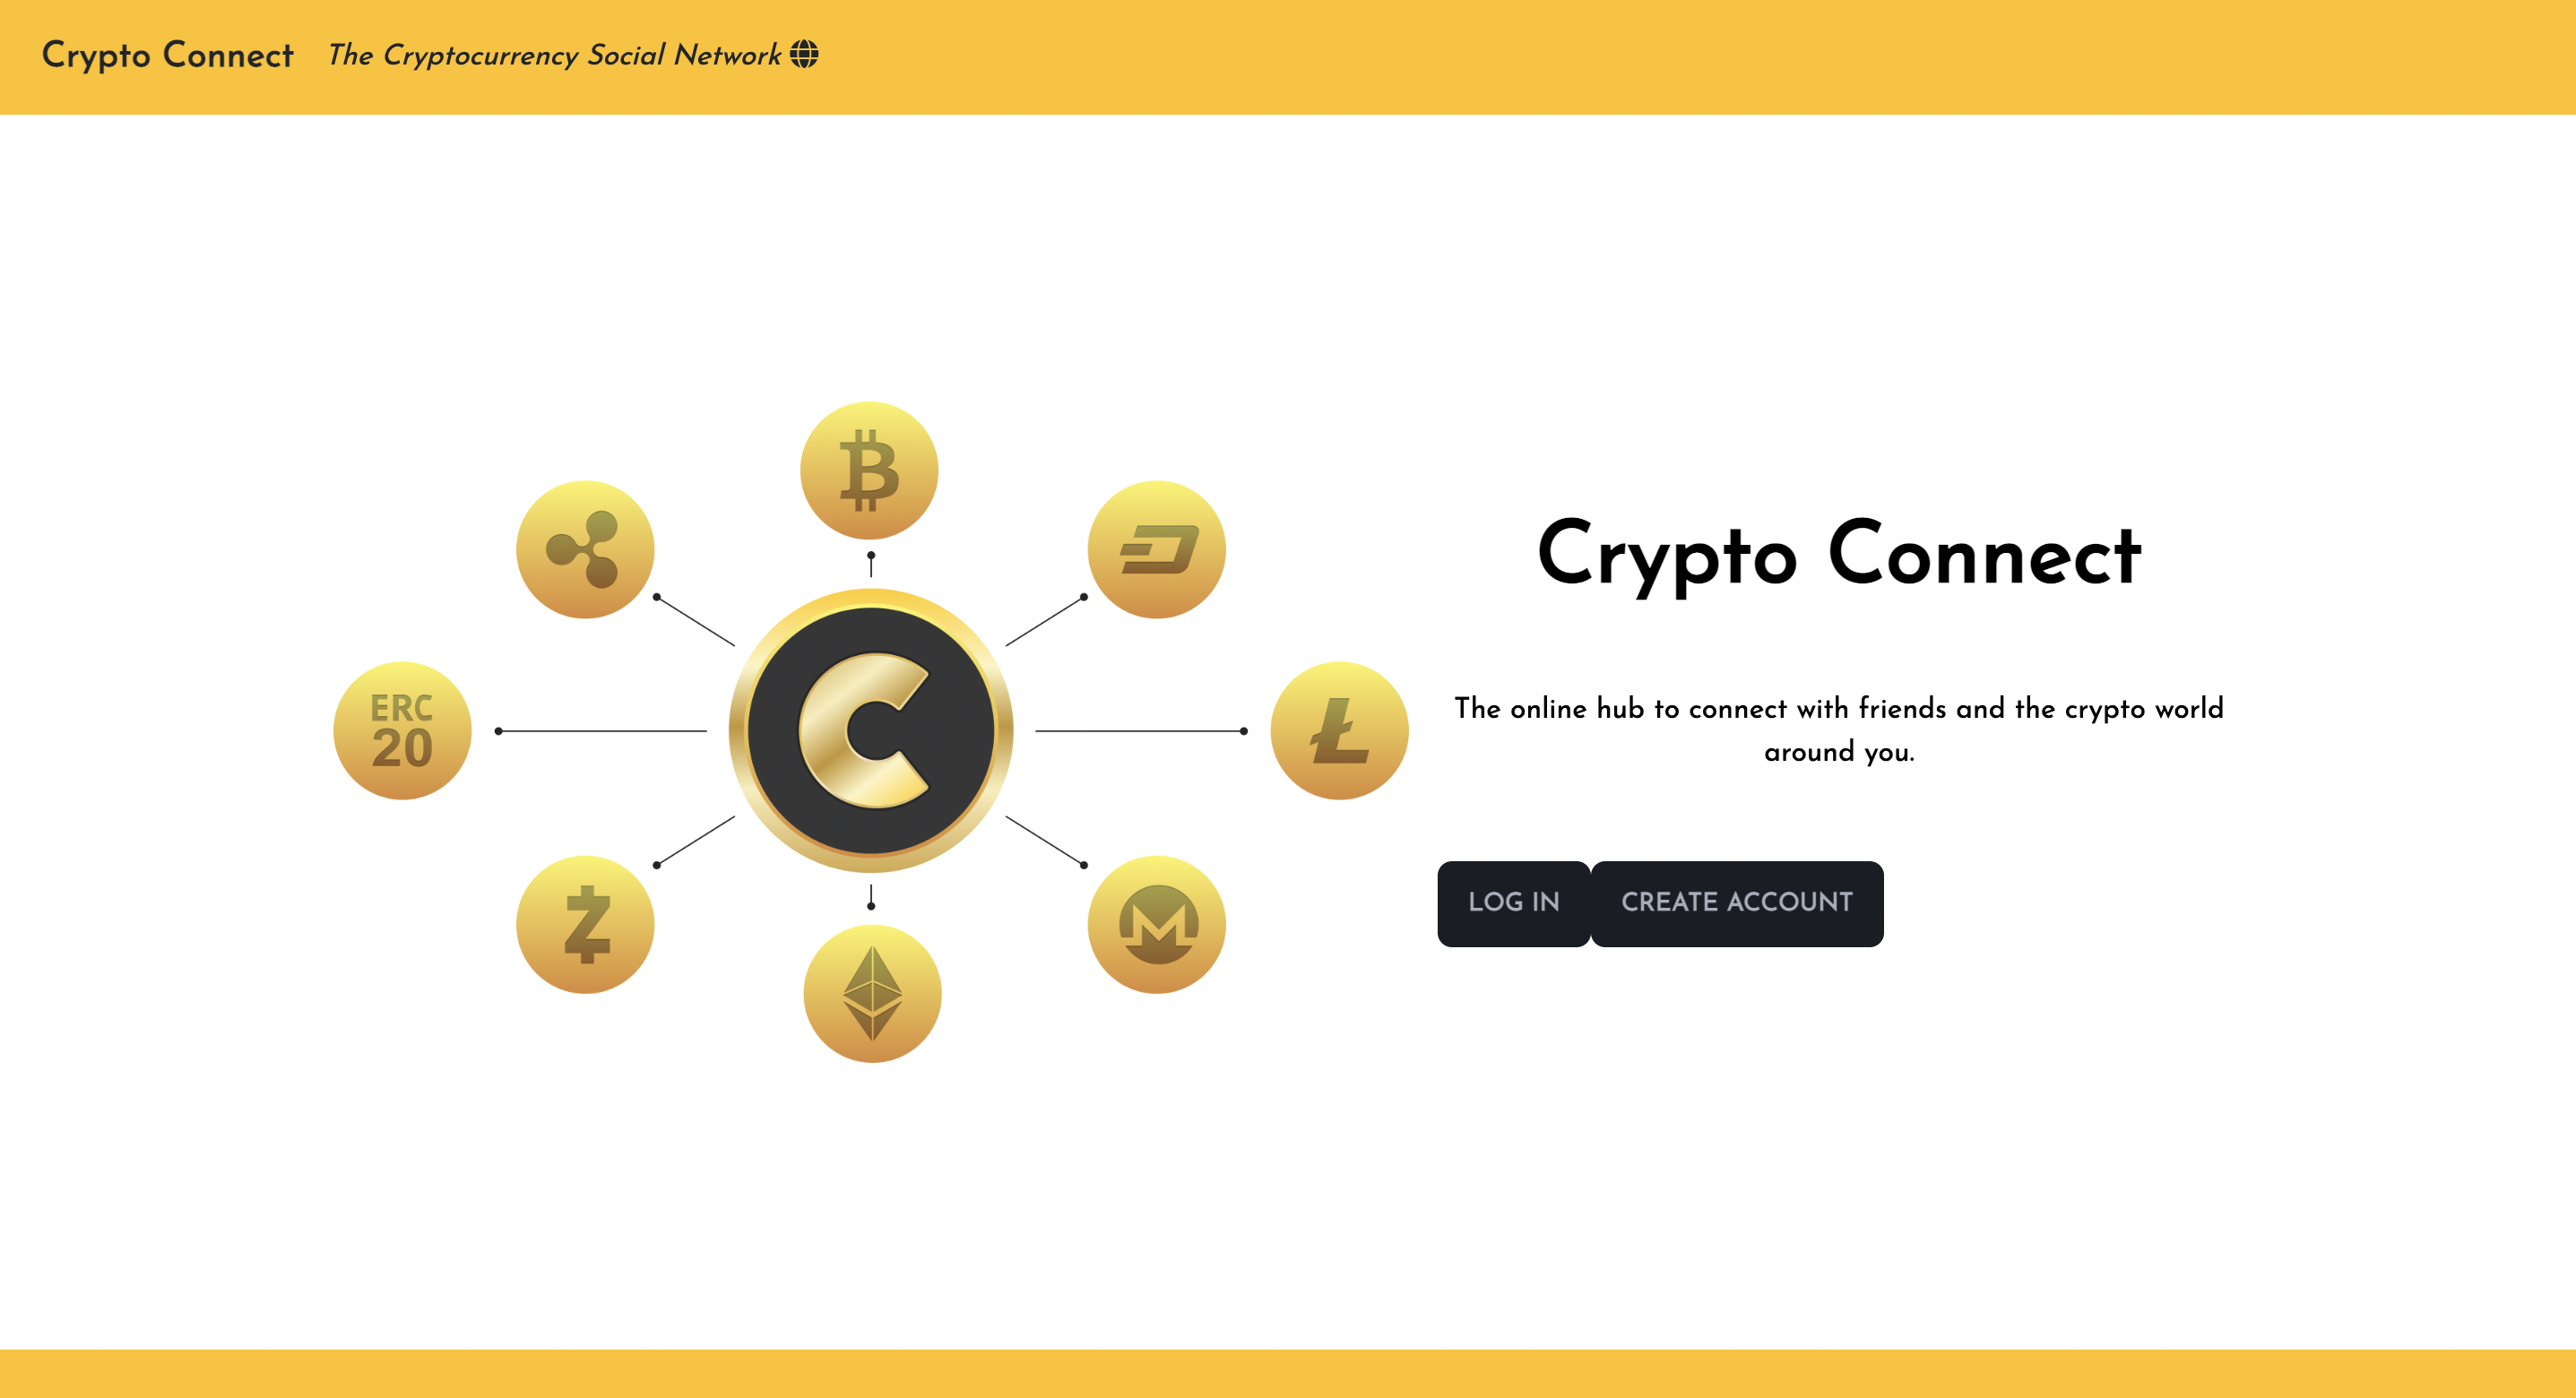 Crypto Connect The Cryptocurrency Social Network
ERC
20
C
Crypto Connect
The online hub to connect with friends and the crypto world
around you.
LOG IN CREATE ACCOUNT